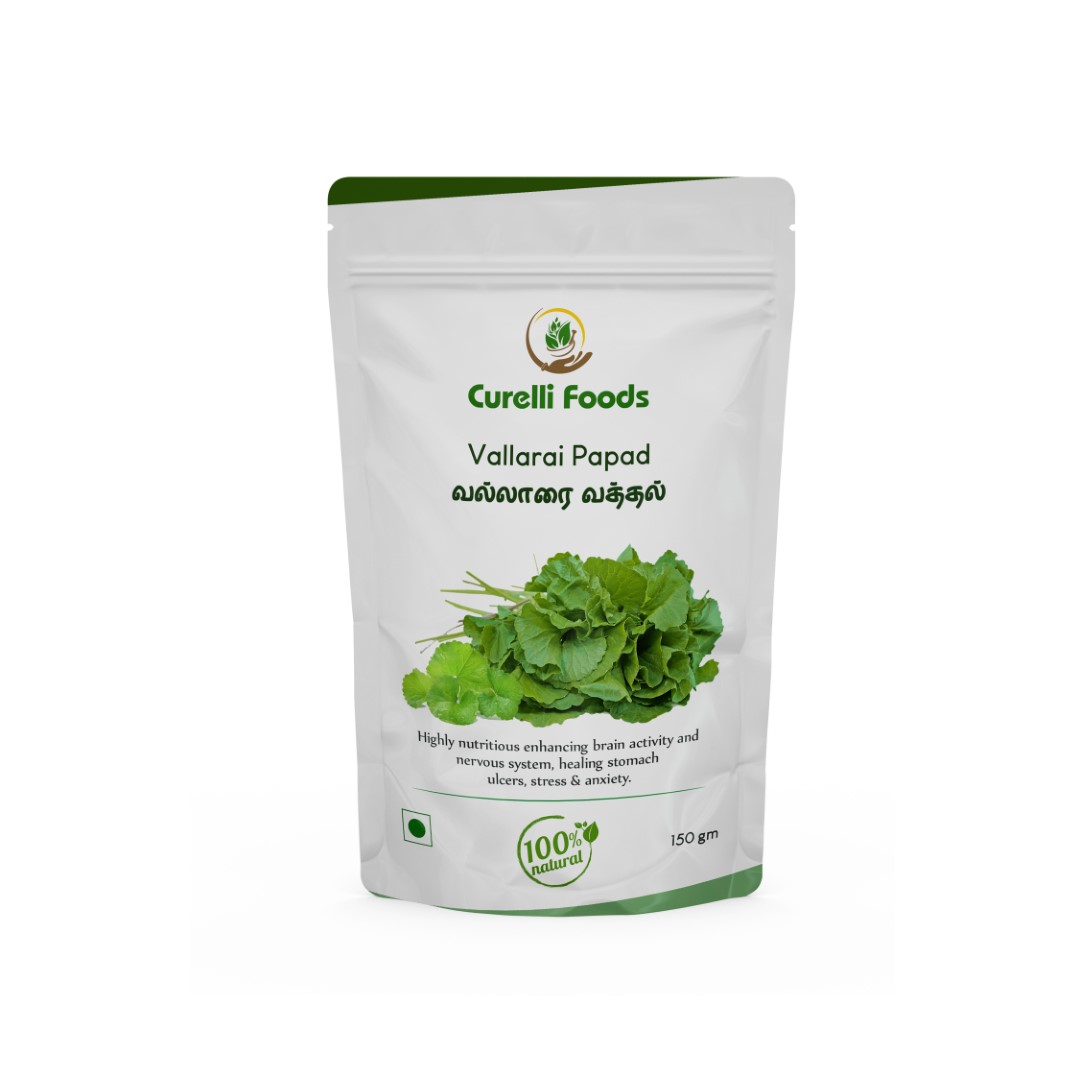 Curelli Foods
Vallarai Papad
வல்லாரை வத்தல்
Highly nutritious enhancing brain activity and
nervous system, healing stomach
ulcers, stress & anxiety.
100%
natural
150 gm